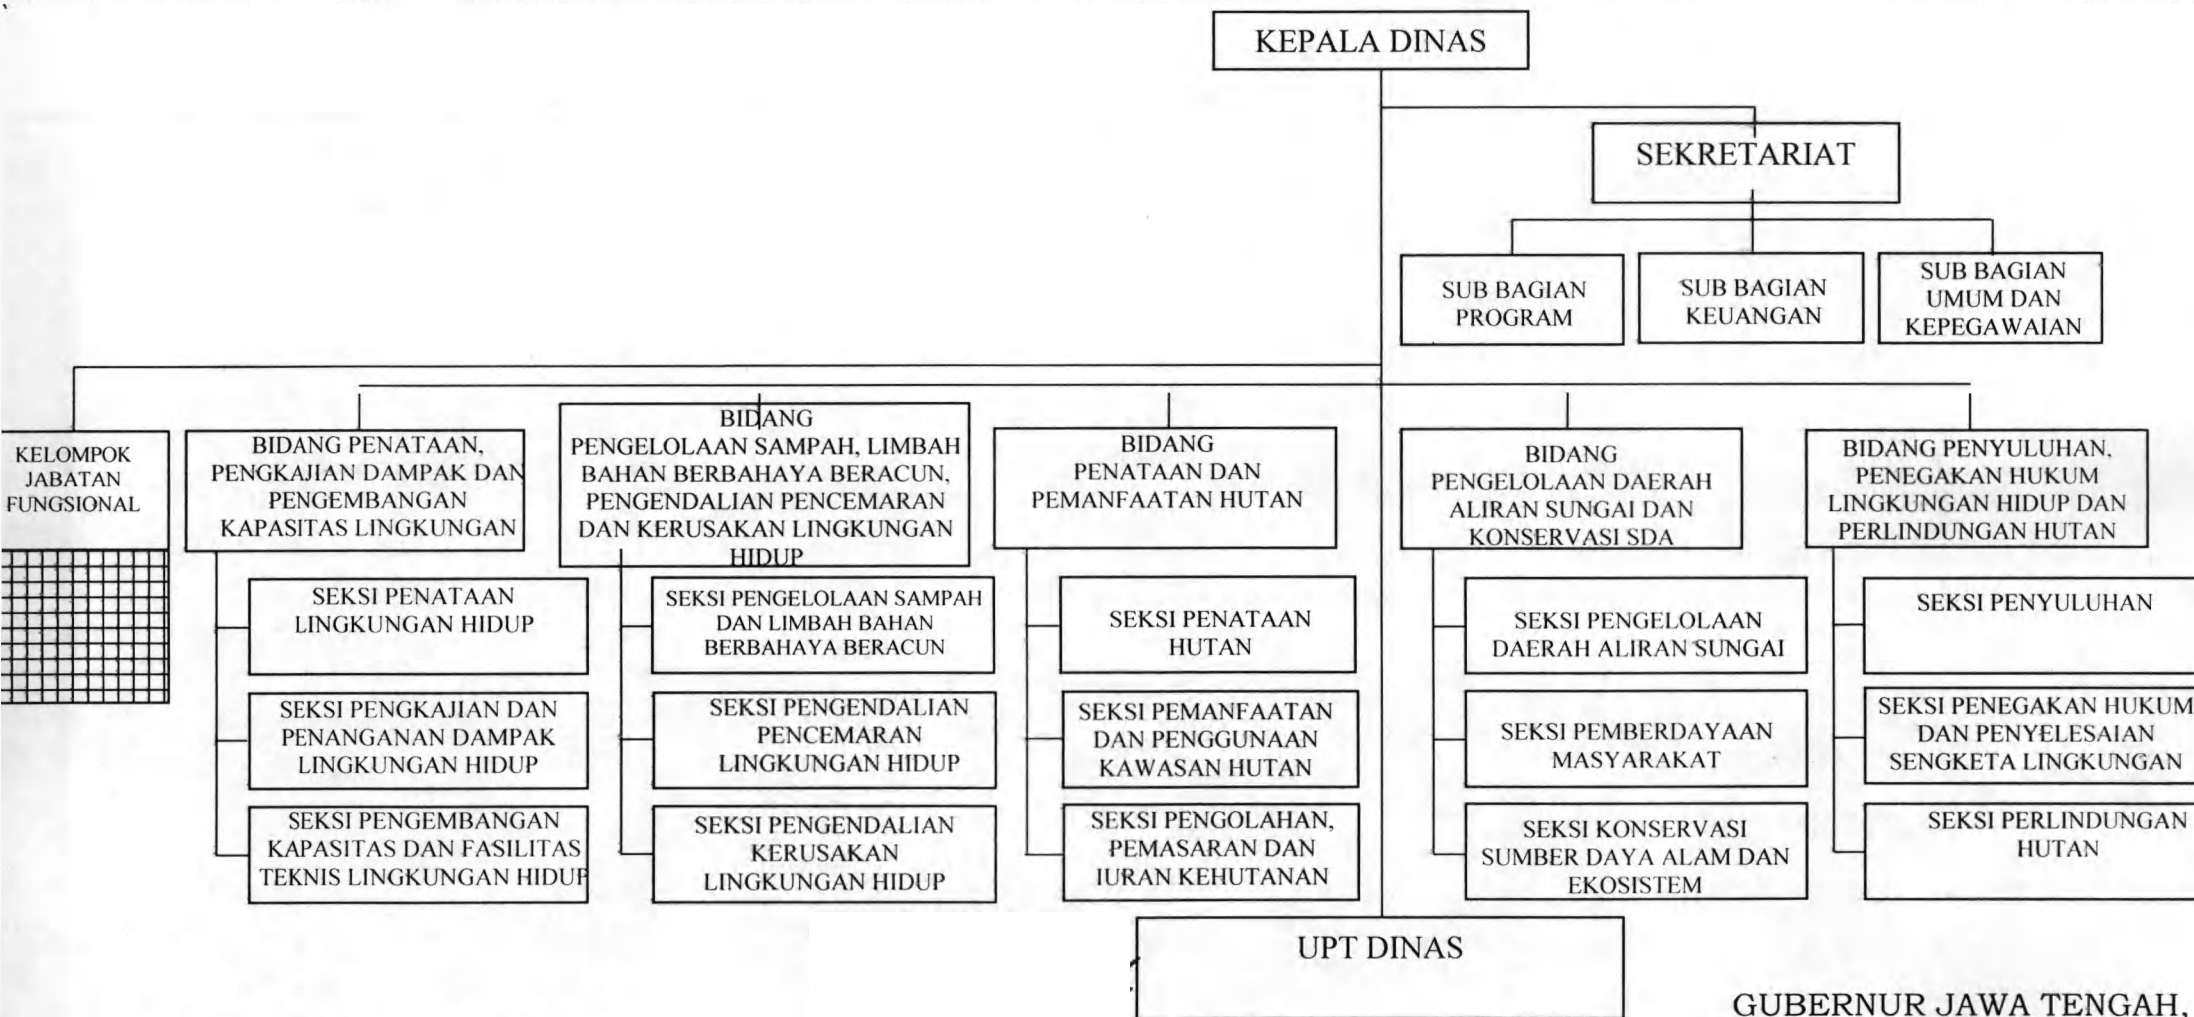 KEPALA DINAS
SEKRETARIAT
SUB BAGIAN
PROGRAM
SUB BAGIAN
KEUANGAN
SUB BAGIAN
UMUM DAN
KEPEGAWAIAN
KELOMPOK
JABATAN
FUNGSIONAL
BIDANG PENATAAN,
PENGKAJIAN DAMPAK DAN
PENGEMBANGAN
KAPASITAS LINGKUNGAN
BIDANG
PENGELOLAAN SAMPAH, LIMBAH
BAHAN BERBAHAYA BERACUN,
PENGENDALIAN PENCEMARAN
DAN KERUSAKAN LINGKUNGAN
HIDUP
BIDANG
PENATAAN DAN
PEMANFAATAN HUTAN
BIDANG
PENGELOLAAN DAERAH
ALIRAN SUNGAI DAN
KONSERVASI SDA
BIDANG PENYULUHAN,
PENEGAKAN HUKUM
LINGKUNGAN HIDUP DAN
PERLINDUNGAN HUTAN
SEKSI PENATAAN
LINGKUNGAN HIDUP
SEKSI PENGELOLAAN SAMPAH
DAN LIMBAH BAHAN
BERBAHAYA BERACUN
SEKSI PENATAAN
HUTAN
SEKSI PENGELOLAAN
DAERAH ALIRAN SUNGAI
SEKSI PENYULUHAN
SEKSI PENGKAJIAN DAN
PENANGANAN DAMPAK
LINGKUNGAN HIDUP
SEKSI PENGENDALIAN
PENCEMARAN
LINGKUNGAN HIDUP
SEKSI PEMANFAATAN
DAN PENGGUNAAN
KAWASAN HUTAN
SEKSI PEMBERDAYAAN
MASYARAKAT
SEKSI PENEGAKAN HUKUM
DAN PENYELESAIAN
SENGKETA LINGKUNGAN
SEKSI PENGEMBANGAN
KAPASITAS DAN FASILITAS
TEKNIS LINGKUNGAN HIDUP
SEKSI PENGENDALIAN
KERUSAKAN
LINGKUNGAN HIDUP
SEKSI PENGOLAHAN,
PEMASARAN DAN
IURAN KEHUTANAN
SEKSI KONSERVASI
SUMBER DAYA ALAM DAN
EKOSISTEM
SEKSI PERLINDUNGAN
HUTAN
UPT DINAS
GUBERNUR JAWA TENGAH,